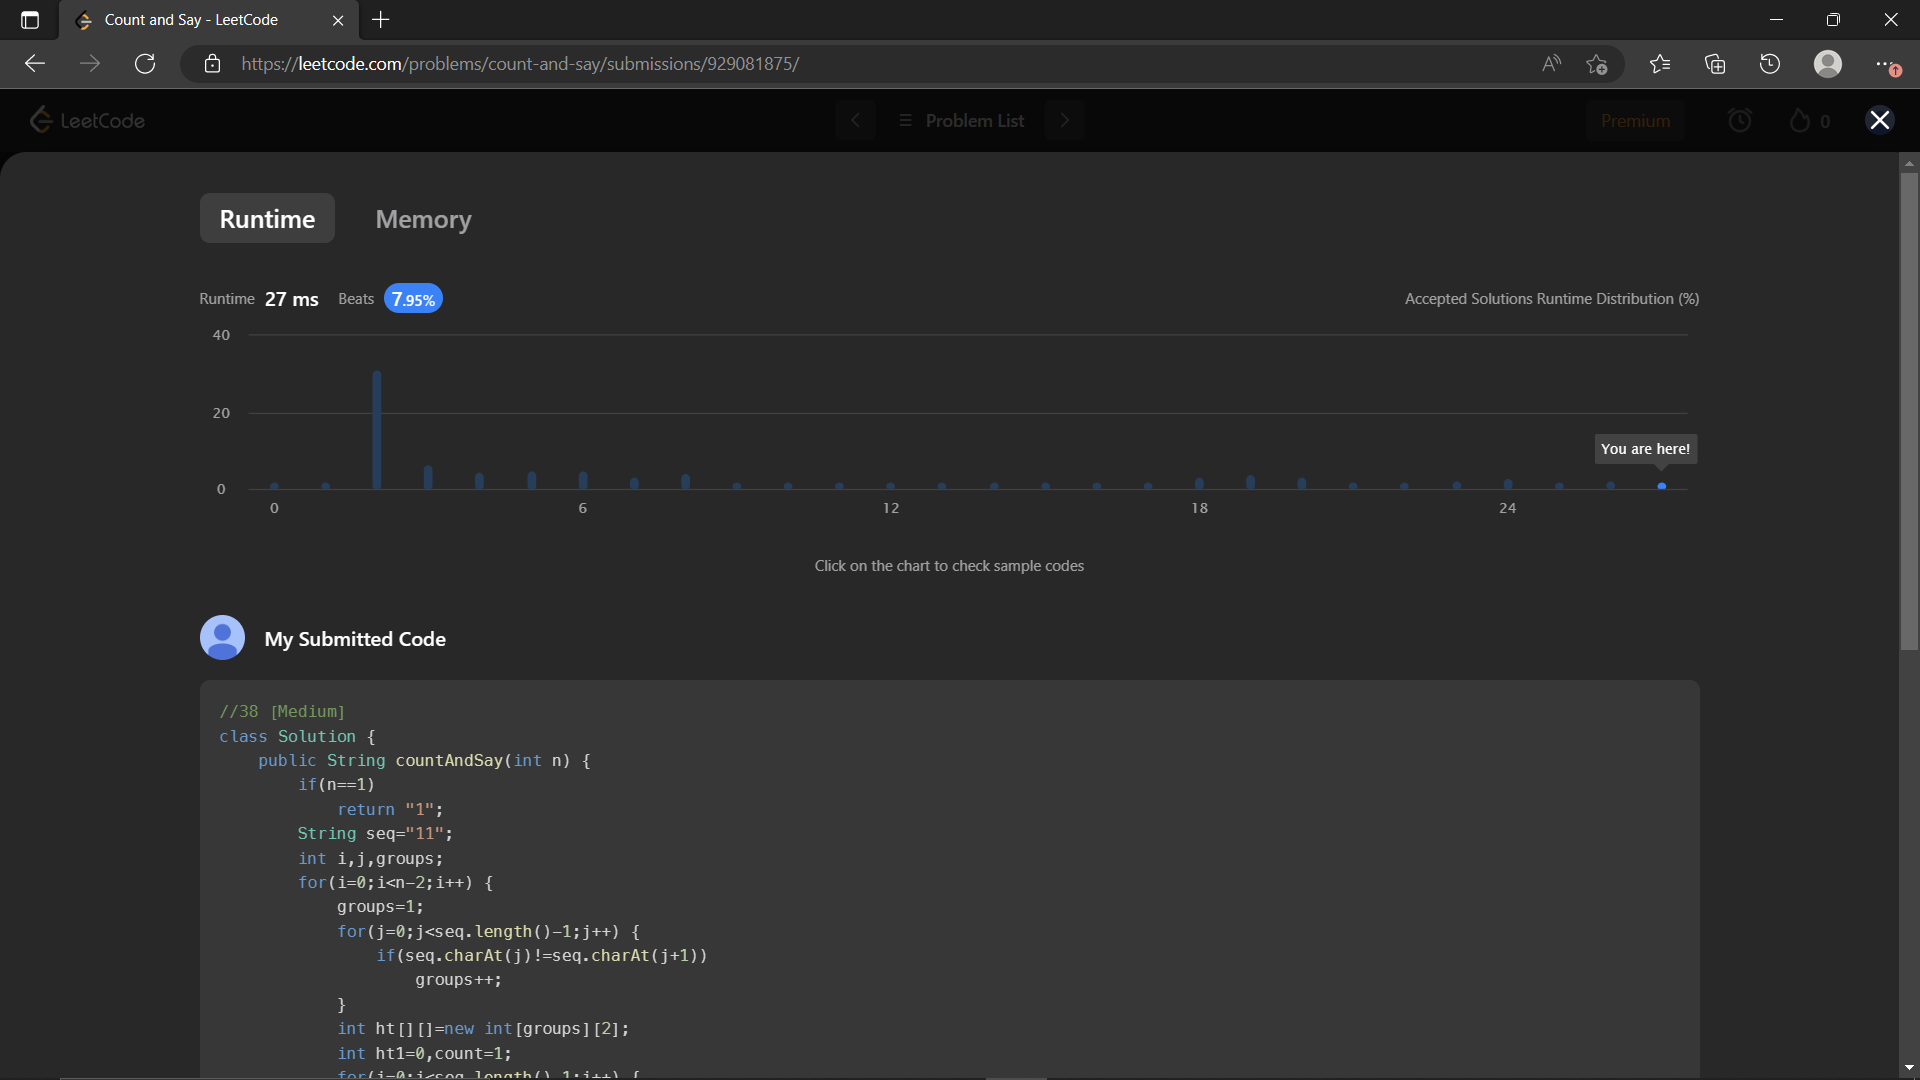 Count and Say - LeetCode
https://leetcode.com/problems/count-and-say/submissions/929081875/
LeetCode
Problem List
Premium
0
Runtime
Memory
Runtime 27 ms Beats 7.95%
Accepted Solutions Runtime Distribution (%)
40
20
You are here!
0
0 6 12 18 24
Click on the chart to check sample codes
My Submitted Code
//38 [Medium]
class Solution {
    public String countAndSay(int n) {
        if(n==1)
            return "1";
        String seq="11";
        int i,j,groups;
        for(i=0;i<n-2;i++) {
            groups=1;
            for(j=0;j<seq.length()-1;j++) {
                if(seq.charAt(j)!=seq.charAt(j+1))
                    groups++;
            }
            int ht[][]=new int[groups][2];
            int ht1=0,count=1;